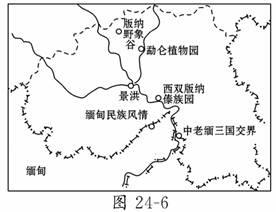 版纳
野象
谷
勐仑植物园
景洪
西双版纳
傣族园
缅甸民族风情
中老缅三国交界
缅甸
图 24-6